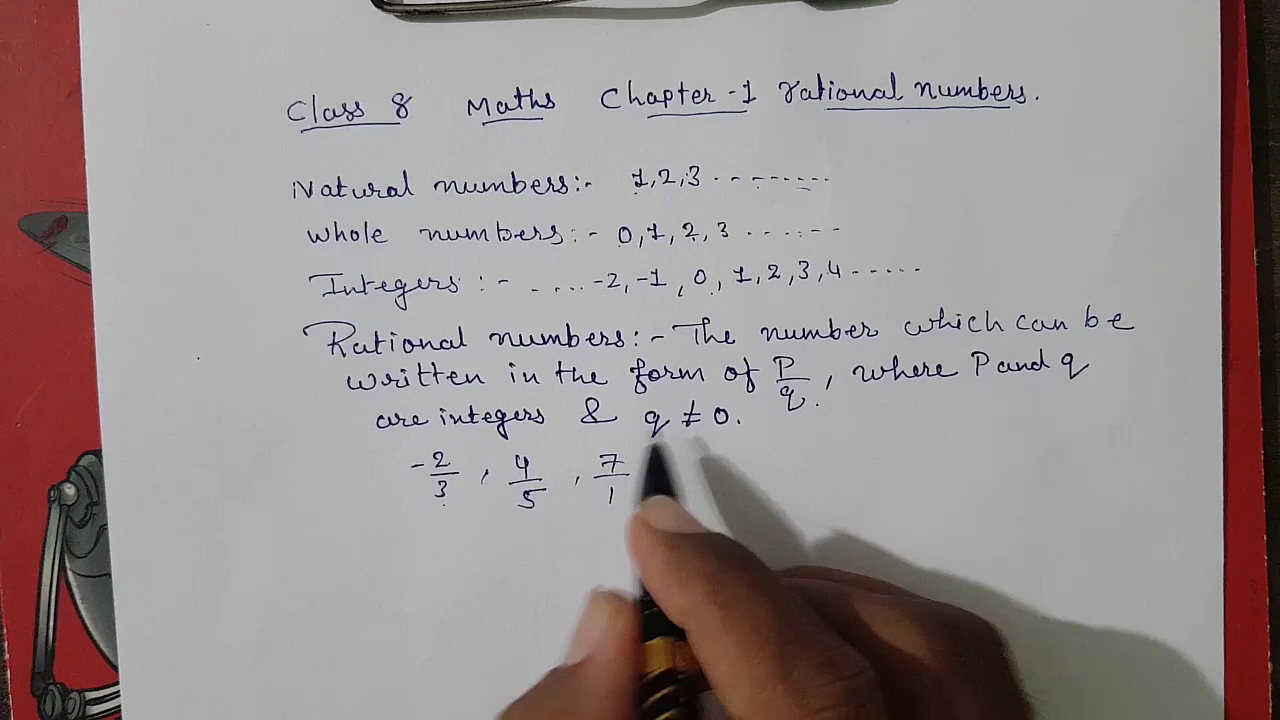 Class 8 Maths Chapter-1 rational numbers.
Natural numbers:- 1,2,3 ---------
Whole numbers:- 0,1,2,3 ------
Integers:- -....-2,-1,0,1,2,3,4-----
Rational numbers:- The number which can be
written in the form of P/q, where P and q
are integers & q ≠ 0.
-2/3, 4/5, 7/1